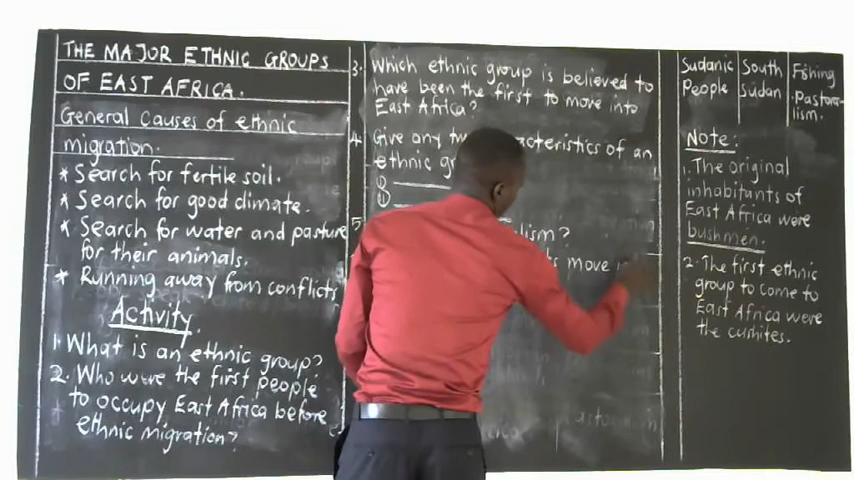 THE MAJOR ETHNIC GROUPS
OF EAST AFRICA.
General Causes of ethnic
migration.
* Search for fertile soil.
* Search for good climate.
* Search for water and pasture
for their animals.
* Running away from conflicts
Activity.
1. What is an ethnic group?
2. Who were the first people
to occupy East Africa before
ethnic migration?
3. Which ethnic group is believed to
have been the first to move into
East Africa?
4. Give any of an
ethnic
move
Sudanic South Fishing
People Sudan .Pastora-
lism.
Note:
1. The original
inhabitants of
East Africa were
bushmen.
2. The first ethnic
group to come to
East Africa were
the cushites.